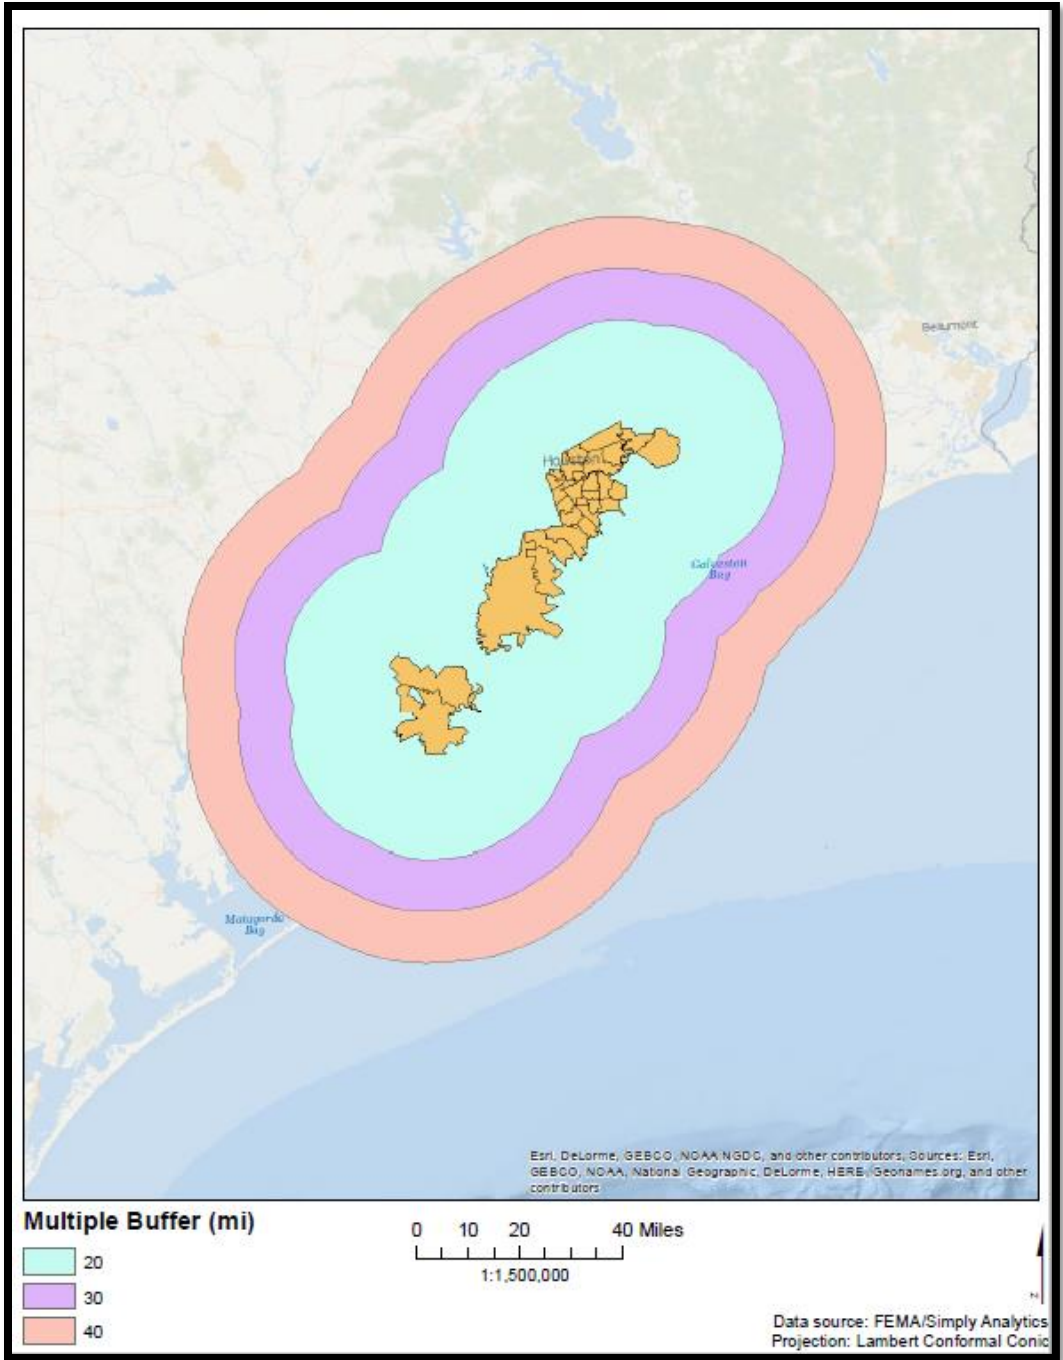 Beaumont
Houston
Galveston
Bay
Matagorda
Bay
Esri, DeLorme, GEBCO, NOAA NGDC, and other contributors, Sources: Esri,
GEBCO, NOAA, National Geographic, DeLorme, HERE, Geonames.org, and other
contributors
Multiple Buffer (mi)
20
30
40
0 10 20 40 Miles
1:1,500,000
N
Data source: FEMA/Simply Analytics
Projection: Lambert Conformal Conic